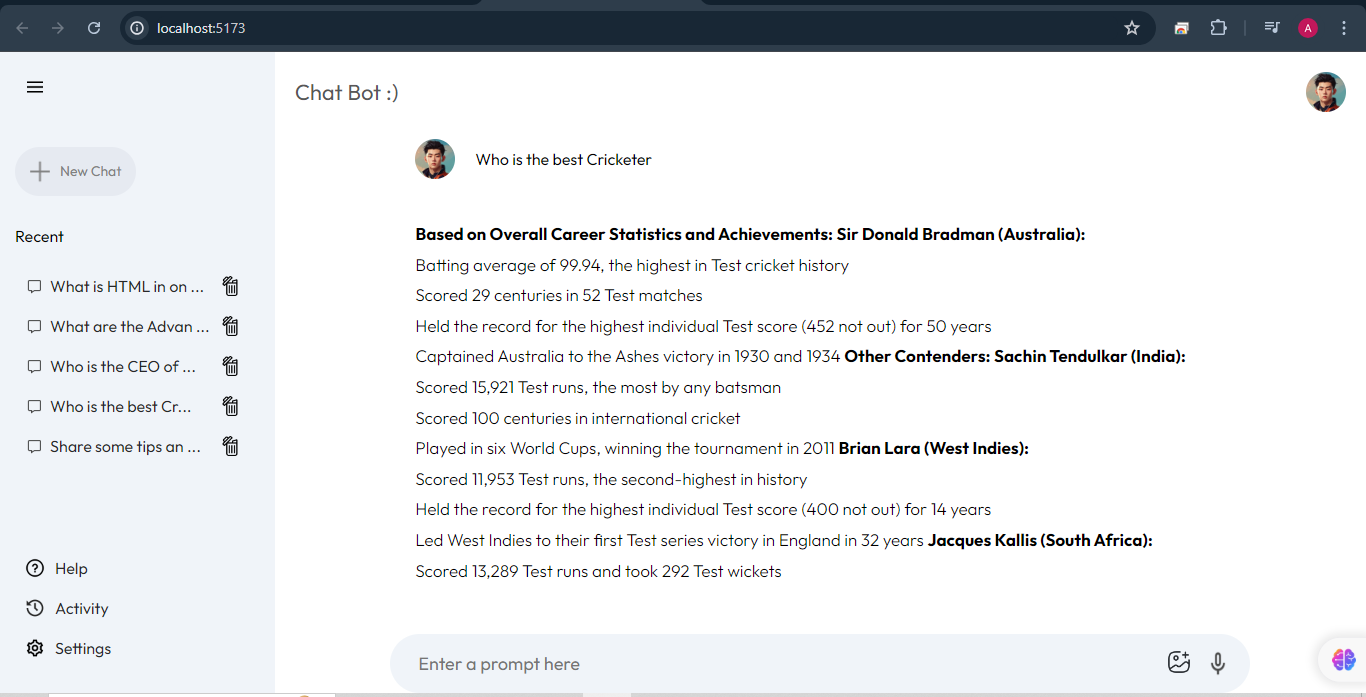 localhost:5173
A
Chat Bot :)
New Chat
Who is the best Cricketer
Recent
What is HTML in on ...
What are the Advan ...
Who is the CEO of ...
Who is the best Cr...
Share some tips an ...
Based on Overall Career Statistics and Achievements: Sir Donald Bradman (Australia):
Batting average of 99.94, the highest in Test cricket history
Scored 29 centuries in 52 Test matches
Held the record for the highest individual Test score (452 not out) for 50 years
Captained Australia to the Ashes victory in 1930 and 1934 Other Contenders: Sachin Tendulkar (India):
Scored 15,921 Test runs, the most by any batsman
Scored 100 centuries in international cricket
Played in six World Cups, winning the tournament in 2011 Brian Lara (West Indies):
Scored 11,953 Test runs, the second-highest in history
Held the record for the highest individual Test score (400 not out) for 14 years
Led West Indies to their first Test series victory in England in 32 years Jacques Kallis (South Africa):
Scored 13,289 Test runs and took 292 Test wickets
Help
Activity
Settings
Enter a prompt here